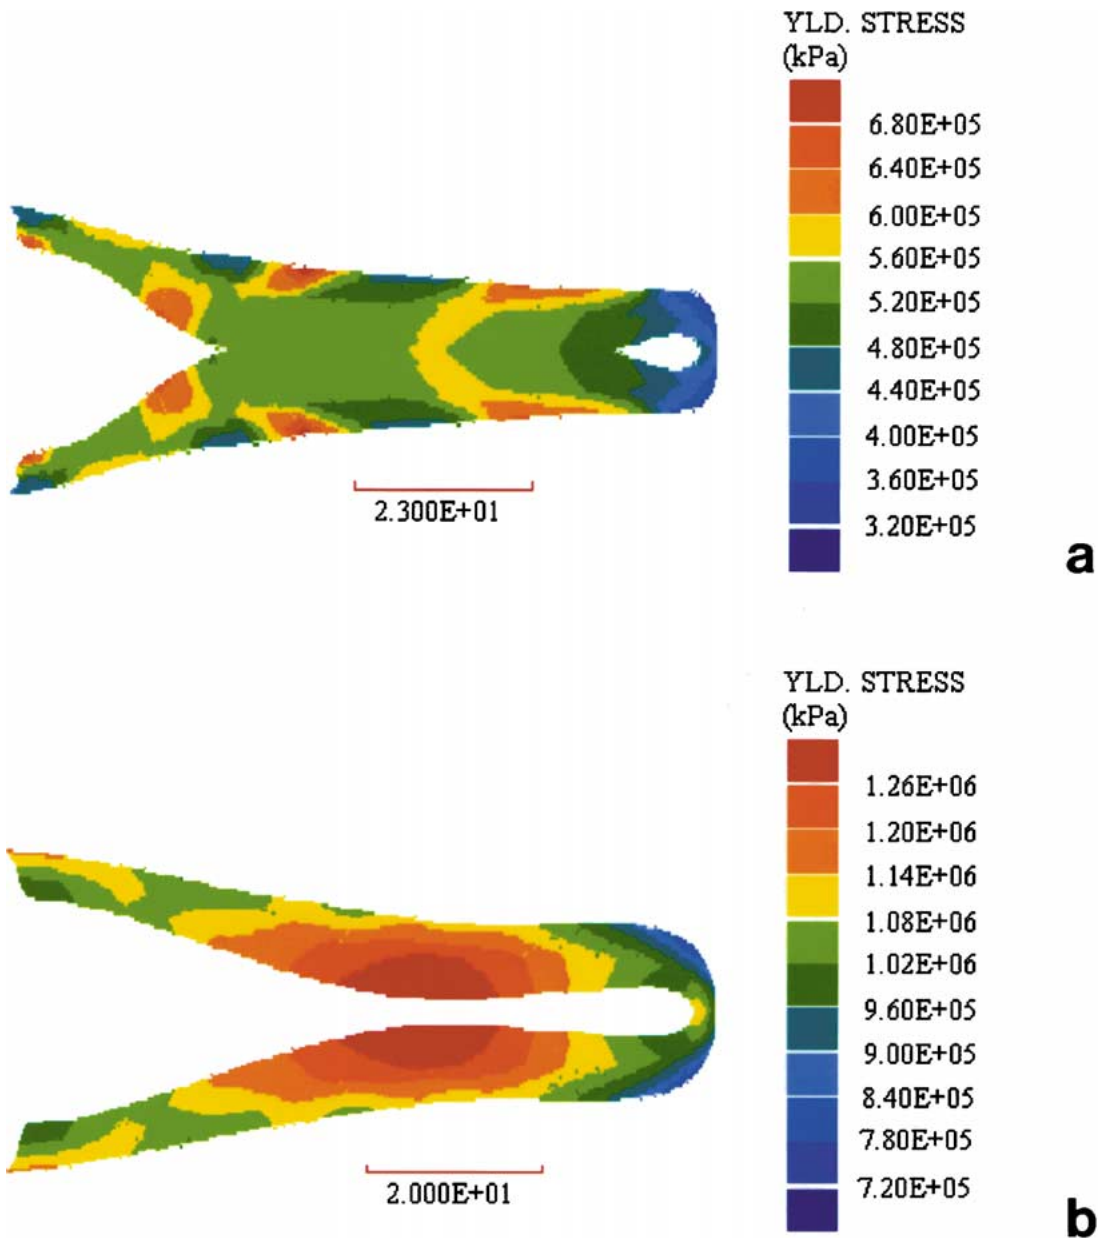 YLD. STRESS
(kPa)
6.80E+05
6.40E+05
6.00E+05
5.60E+05
5.20E+05
4.80E+05
4.40E+05
4.00E+05
3.60E+05
3.20E+05
2.300E+01
a
YLD. STRESS
(kPa)
1.26E+06
1.20E+06
1.14E+06
1.08E+06
1.02E+06
9.60E+05
9.00E+05
8.40E+05
7.80E+05
7.20E+05
2.000E+01
b